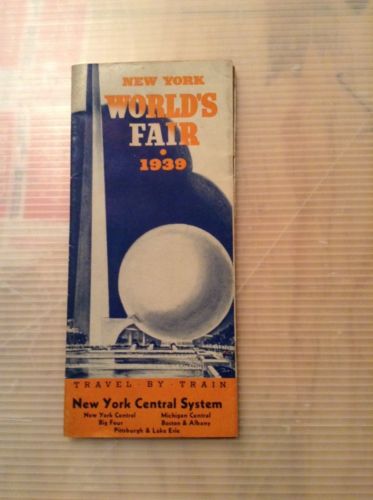 NEW YORK
WORLD'S
FAIR
• 1939
TRAVEL · BY · TRAIN
New York Central System
New York Central Michigan Central
Big Four Boston & Albany
Pittsburgh & Lake Erie